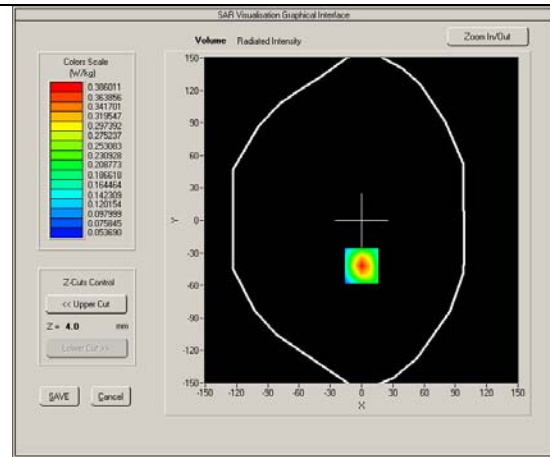 SAR Visualisation Graphical Interface
Volume Radiated Intensity
Zoom In/Out
Colors Scale
(W/kg)
0.386011
0.363856
0.341701
0.319547
0.297392
0.275237
0.253083
0.230928
0.208773
0.186618
0.164464
0.142309
0.120154
0.097999
0.075845
0.053690
Z-Cuts Control
<< Upper Cut
Z = 4.0 mm
Lower Cut >>
SAVE Cancel
150-
120-
90-
60-
30-
Y 0-
-30-
-60-
-90-
-120-
-150-
-150 -120 -90 -60 -30 0 30 60 90 120 150
X